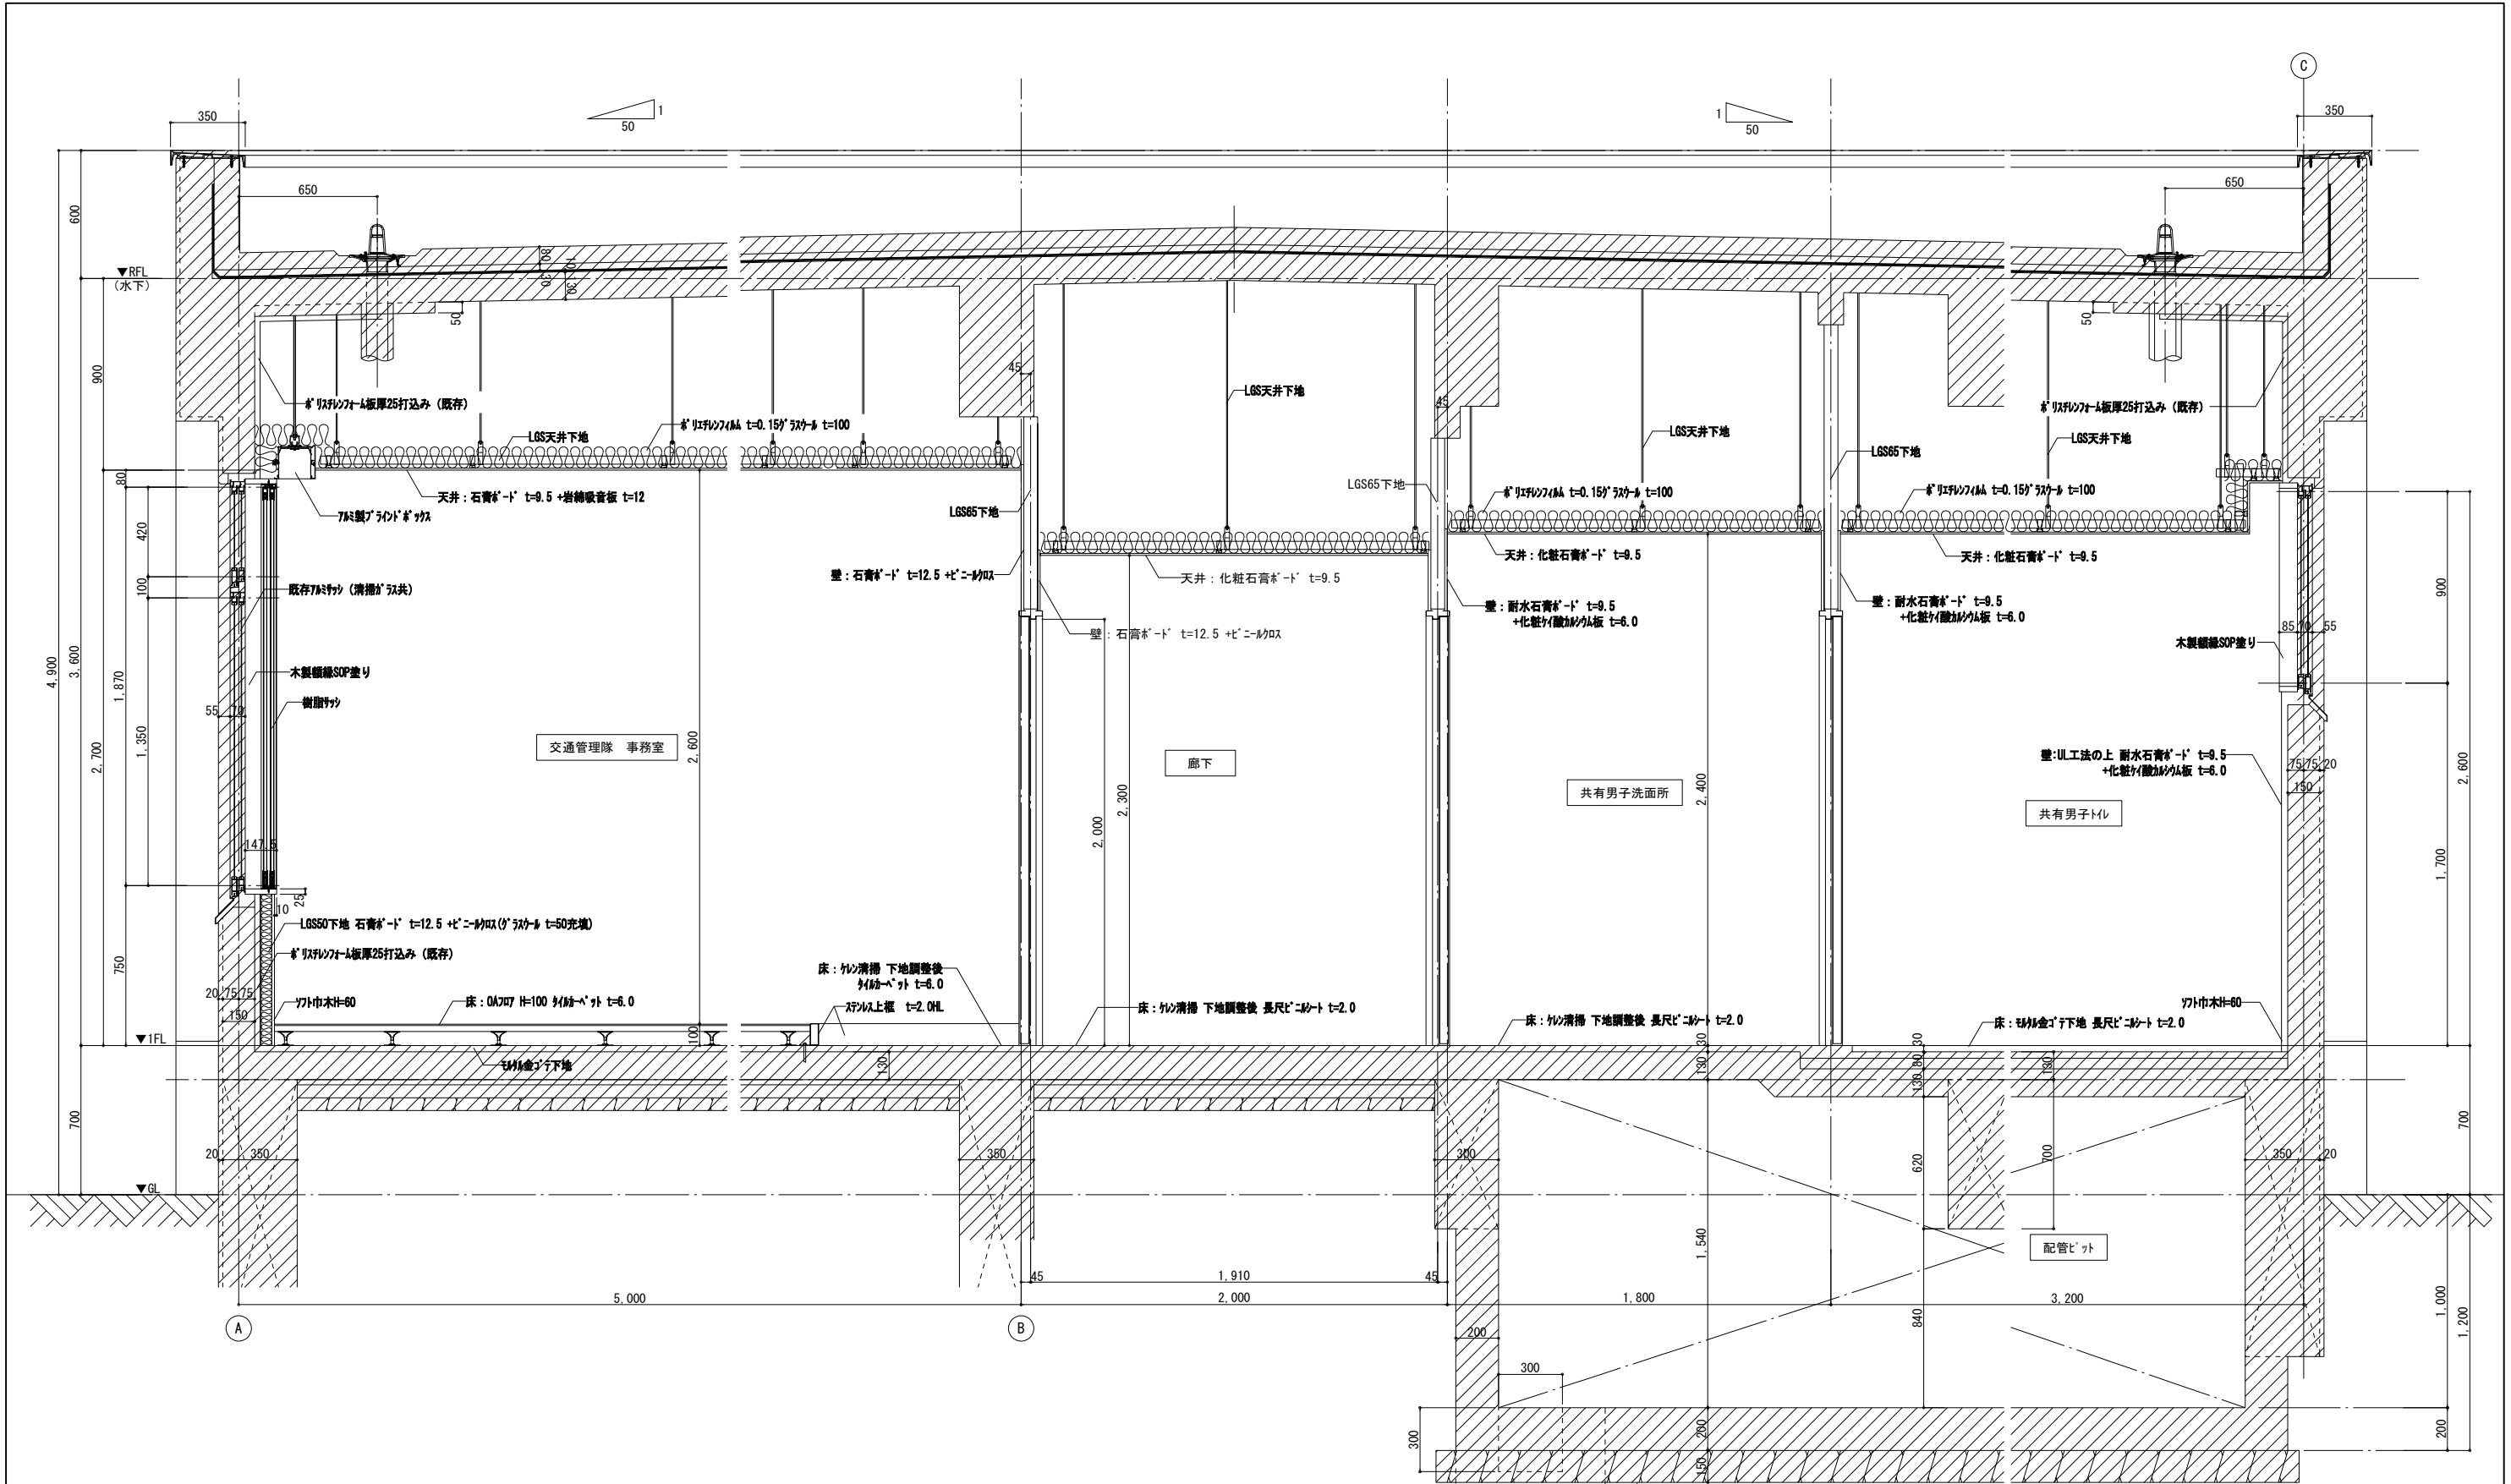 C
350
1
50
1
50
350
650
650
600
▼RFL
(水下)
80
10
130
30
50
50
900
45
45
ポリスチレンフォーム板厚25打込み (既存)
LGS天井下地
ポリエチレンフィルム t=0.15グラスウール t=100
LGS天井下地
LGS天井下地
ポリスチレンフォーム板厚25打込み (既存)
LGS天井下地
LGS65下地
80
天井:石膏ボード t=9.5 +岩綿吸音板 t=12
アルミ製ブラインドボックス
LGS65下地
LGS65下地
ポリエチレンフィルム t=0.15グラスウール t=100
ポリエチレンフィルム t=0.15グラスウール t=100
420
100
天井:化粧石膏ボード t=9.5
天井:化粧石膏ボード t=9.5
天井:化粧石膏ボード t=9.5
壁:石膏ボード t=12.5 +ビニールクロス
既存アルミサッシ (清掃ガラス共)
壁:耐水石膏ボード t=9.5
+化粧ケイ酸カルシウム板 t=6.0
壁:耐水石膏ボード t=9.5
+化粧ケイ酸カルシウム板 t=6.0
壁:石膏ボード t=12.5 +ビニールクロス
900
85
70
55
木製額縁SOP塗り
4,900
3,600
1,870
木製額縁SOP塗り
樹脂サッシ
55
70
2,700
1,350
交通管理隊 事務室
2,600
廊下
2,000
2,300
共有男子洗面所
2,400
共有男子トイレ
壁:UL工法の上 耐水石膏ボード t=9.5
+化粧ケイ酸カルシウム板 t=6.0
75
75
20
150
2,600
1,700
147.5
25
10
LGS50下地 石膏ボード t=12.5 +ビニールクロス(グラスウール t=50充填)
ポリスチレンフォーム板厚25打込み (既存)
750
20
75
75
150
ソフト巾木H=60
床:OAフロア H=100 タイルカーペット t=6.0
床:ケレン清掃 下地調整後
タイルカーペット t=6.0
ステンレス上框 t=2.0HL
床:ケレン清掃 下地調整後 長尺ビニルシート t=2.0
床:ケレン清掃 下地調整後 長尺ビニルシート t=2.0
ソフト巾木H=60
床:モルタル金ゴテ下地 長尺ビニルシート t=2.0
▼1FL
100
モルタル金ゴテ下地
130
30
130
30
80
130
130
700
20
350
350
300
620
700
350
20
700
▼GL
1,540
配管ピット
45
1,910
45
5,000
2,000
1,800
3,200
A
B
840
1,000
1,200
200
300
300
200
150
200